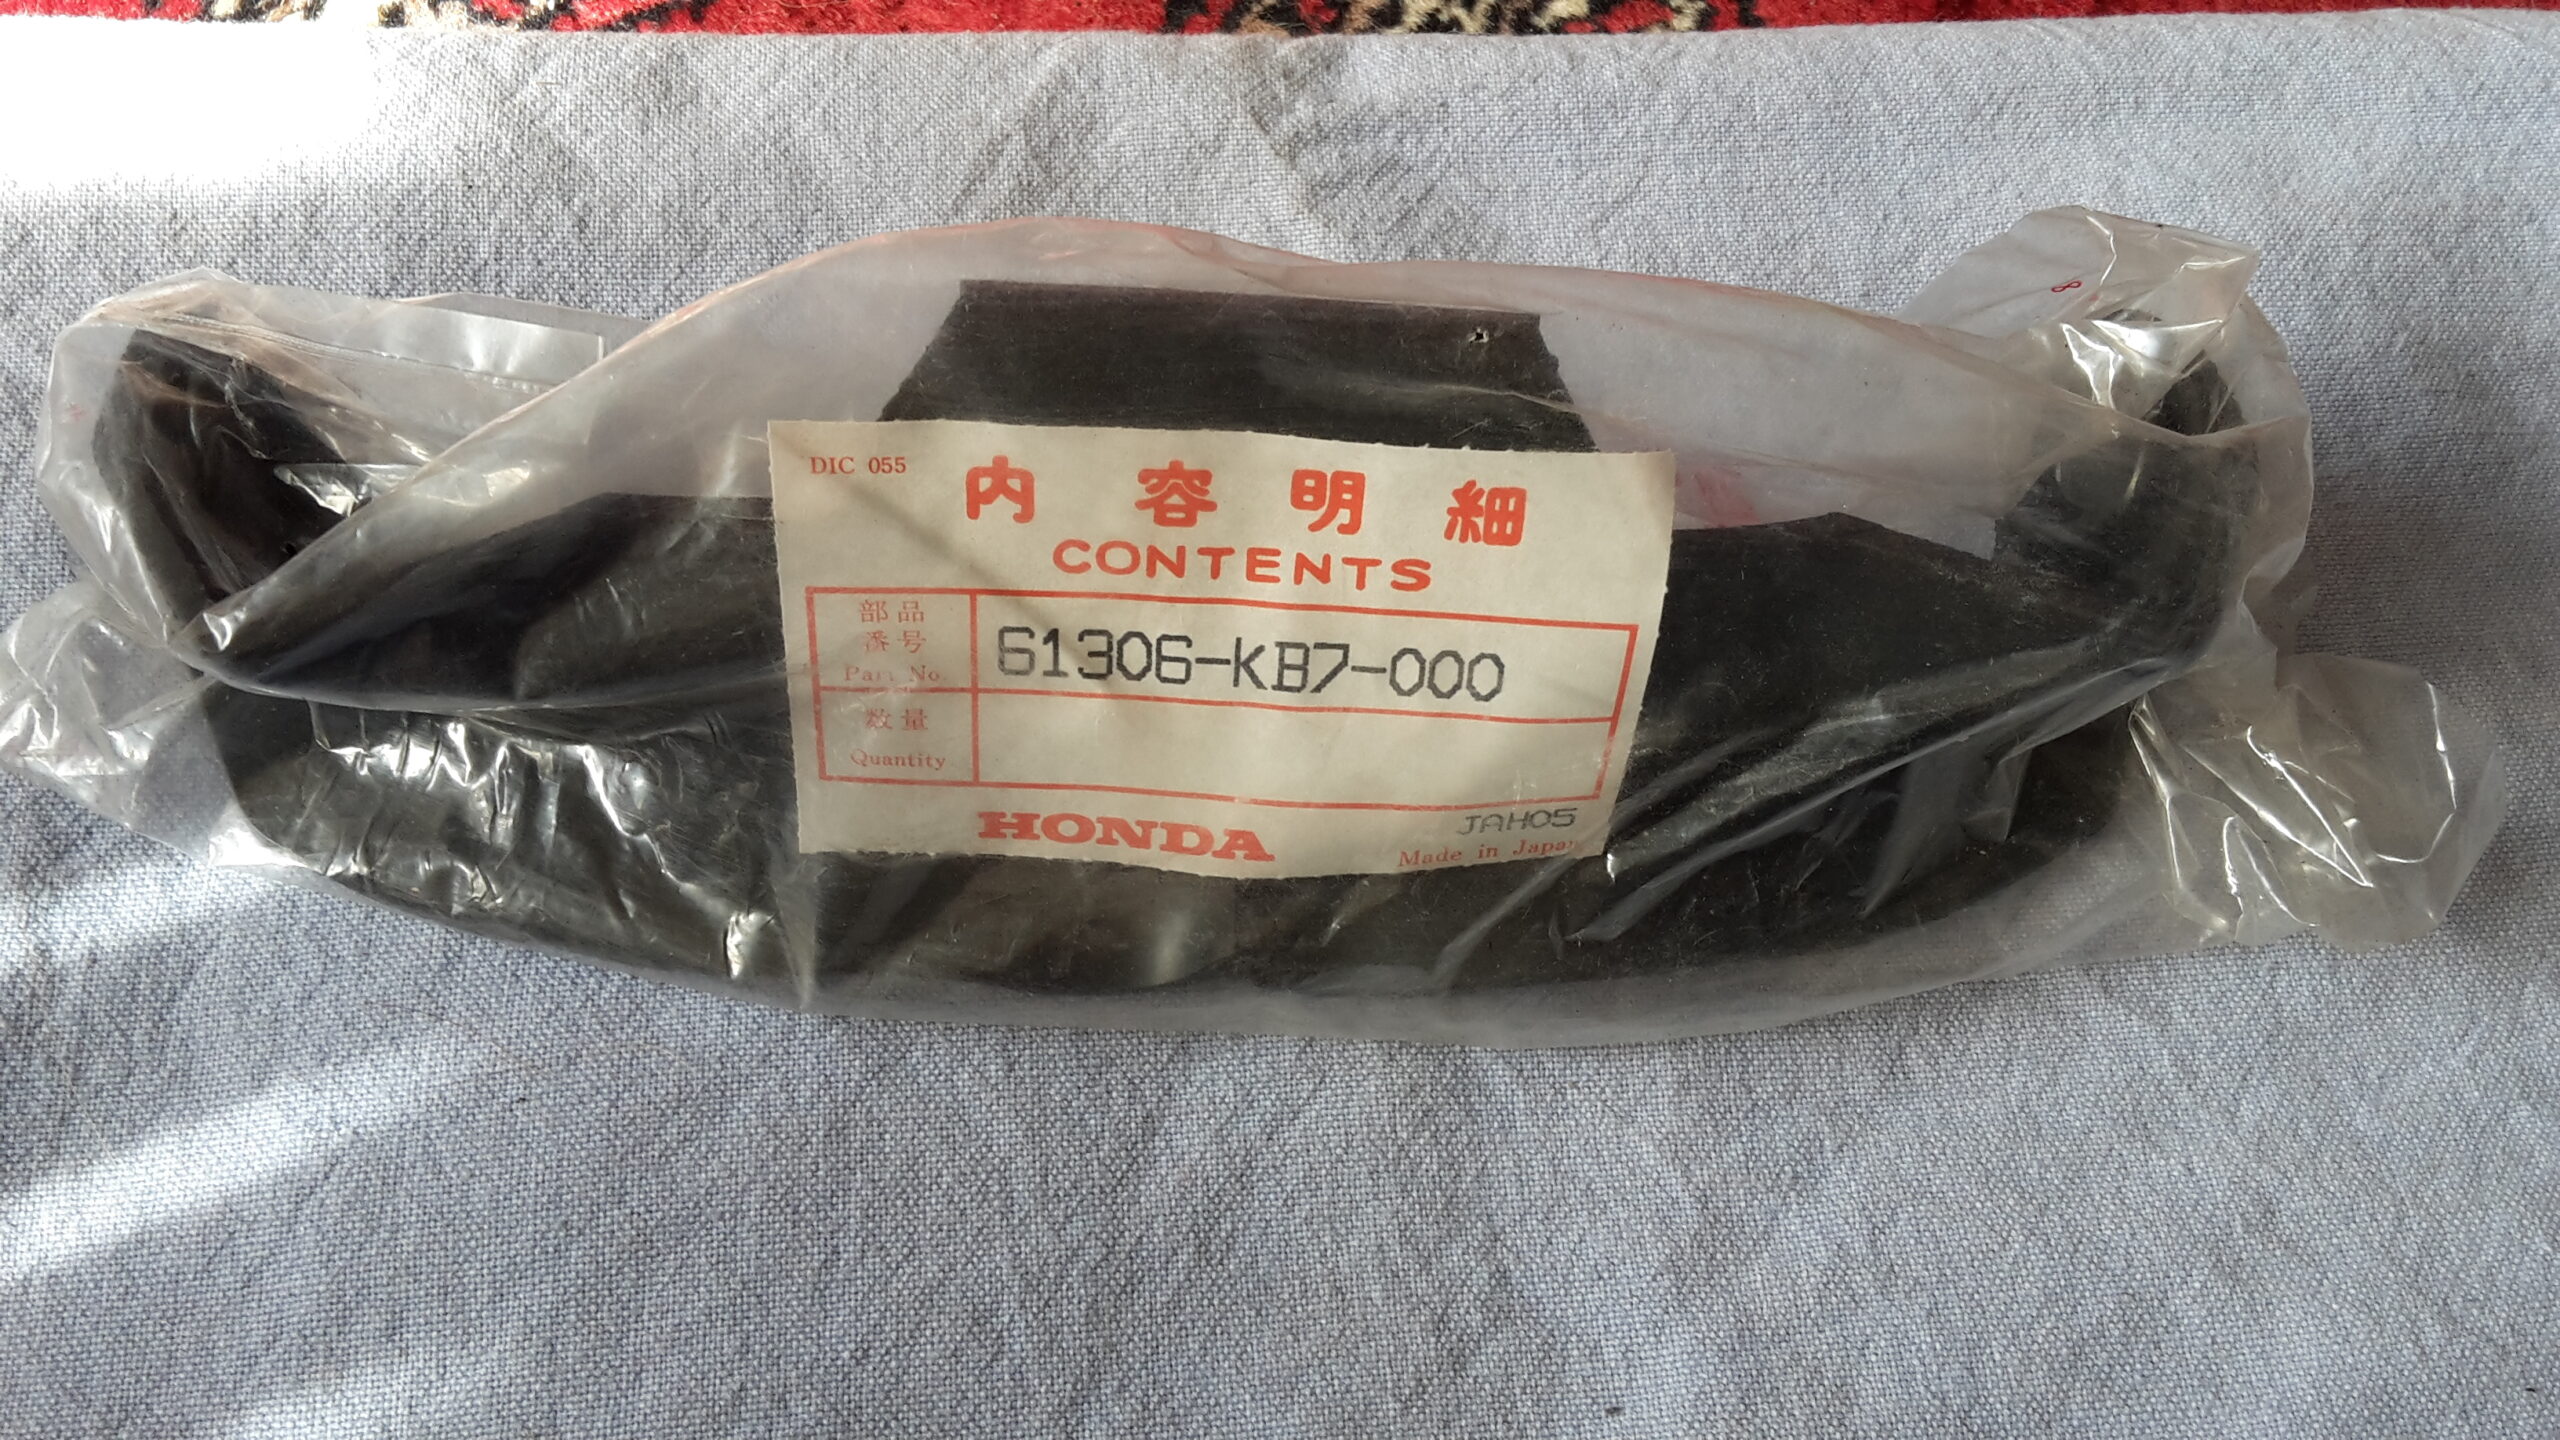 8
DIC 055
内容明細
CONTENTS
部品
番号
Part No.
61306-KB7-000
数量
Quantity
HONDA
JAH05
Made in Japan